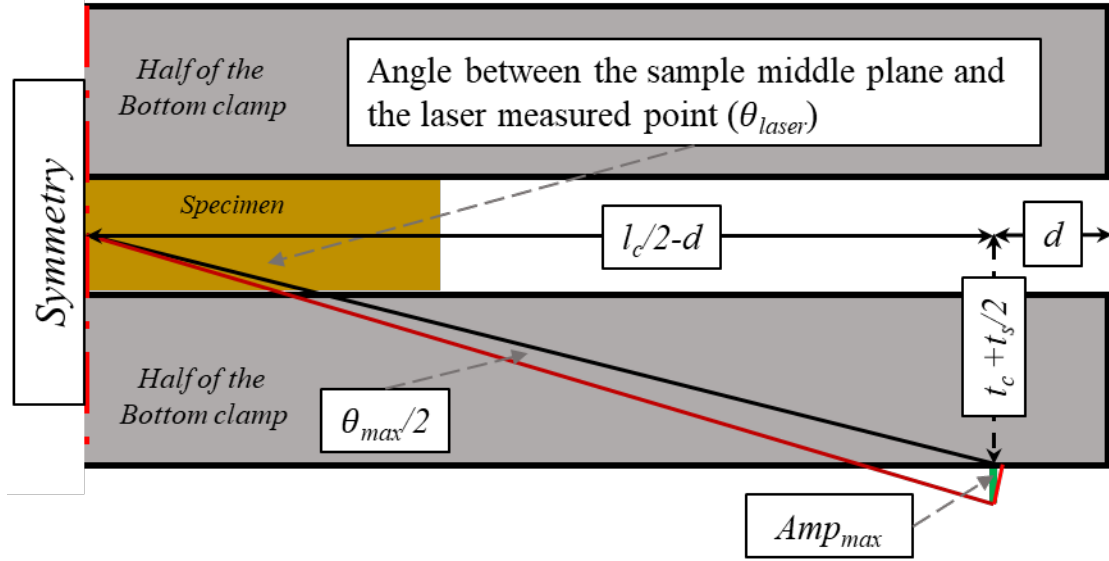 Half of the
Bottom clamp
Angle between the sample middle plane and
the laser measured point (θlaser)
Symmetry
Specimen
lc/2-d
d
tc+ts/2
Half of the
Bottom clamp
θmax/2
Ampmax